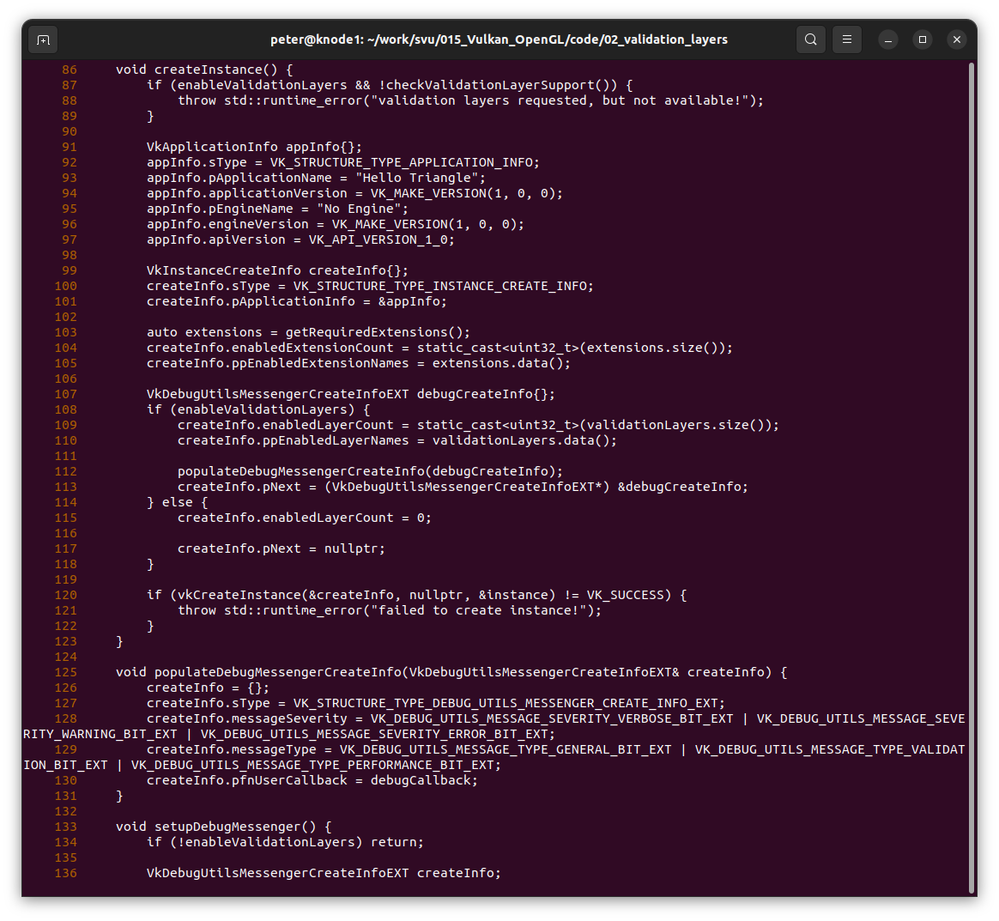 peter@knode1: ~/work/svu/015_Vulkan_OpenGL/code/02_validation_layers
86     void createInstance() {
87         if (enableValidationLayers && !checkValidationLayerSupport()) {
88             throw std::runtime_error("validation layers requested, but not available!");
89         }
90
91         VkApplicationInfo appInfo{};
92         appInfo.sType = VK_STRUCTURE_TYPE_APPLICATION_INFO;
93         appInfo.pApplicationName = "Hello Triangle";
94         appInfo.applicationVersion = VK_MAKE_VERSION(1, 0, 0);
95         appInfo.pEngineName = "No Engine";
96         appInfo.engineVersion = VK_MAKE_VERSION(1, 0, 0);
97         appInfo.apiVersion = VK_API_VERSION_1_0;
98
99         VkInstanceCreateInfo createInfo{};
100         createInfo.sType = VK_STRUCTURE_TYPE_INSTANCE_CREATE_INFO;
101         createInfo.pApplicationInfo = &appInfo;
102
103         auto extensions = getRequiredExtensions();
104         createInfo.enabledExtensionCount = static_cast<uint32_t>(extensions.size());
105         createInfo.ppEnabledExtensionNames = extensions.data();
106
107         VkDebugUtilsMessengerCreateInfoEXT debugCreateInfo{};
108         if (enableValidationLayers) {
109             createInfo.enabledLayerCount = static_cast<uint32_t>(validationLayers.size());
110             createInfo.ppEnabledLayerNames = validationLayers.data();
111
112             populateDebugMessengerCreateInfo(debugCreateInfo);
113             createInfo.pNext = (VkDebugUtilsMessengerCreateInfoEXT*) &debugCreateInfo;
114         } else {
115             createInfo.enabledLayerCount = 0;
116
117             createInfo.pNext = nullptr;
118         }
119
120         if (vkCreateInstance(&createInfo, nullptr, &instance) != VK_SUCCESS) {
121             throw std::runtime_error("failed to create instance!");
122         }
123     }
124
125     void populateDebugMessengerCreateInfo(VkDebugUtilsMessengerCreateInfoEXT& createInfo) {
126         createInfo = {};
127         createInfo.sType = VK_STRUCTURE_TYPE_DEBUG_UTILS_MESSENGER_CREATE_INFO_EXT;
128         createInfo.messageSeverity = VK_DEBUG_UTILS_MESSAGE_SEVERITY_VERBOSE_BIT_EXT | VK_DEBUG_UTILS_MESSAGE_SEVE
RITY_WARNING_BIT_EXT | VK_DEBUG_UTILS_MESSAGE_SEVERITY_ERROR_BIT_EXT;
129         createInfo.messageType = VK_DEBUG_UTILS_MESSAGE_TYPE_GENERAL_BIT_EXT | VK_DEBUG_UTILS_MESSAGE_TYPE_VALIDAT
ION_BIT_EXT | VK_DEBUG_UTILS_MESSAGE_TYPE_PERFORMANCE_BIT_EXT;
130         createInfo.pfnUserCallback = debugCallback;
131     }
132
133     void setupDebugMessenger() {
134         if (!enableValidationLayers) return;
135
136         VkDebugUtilsMessengerCreateInfoEXT createInfo;